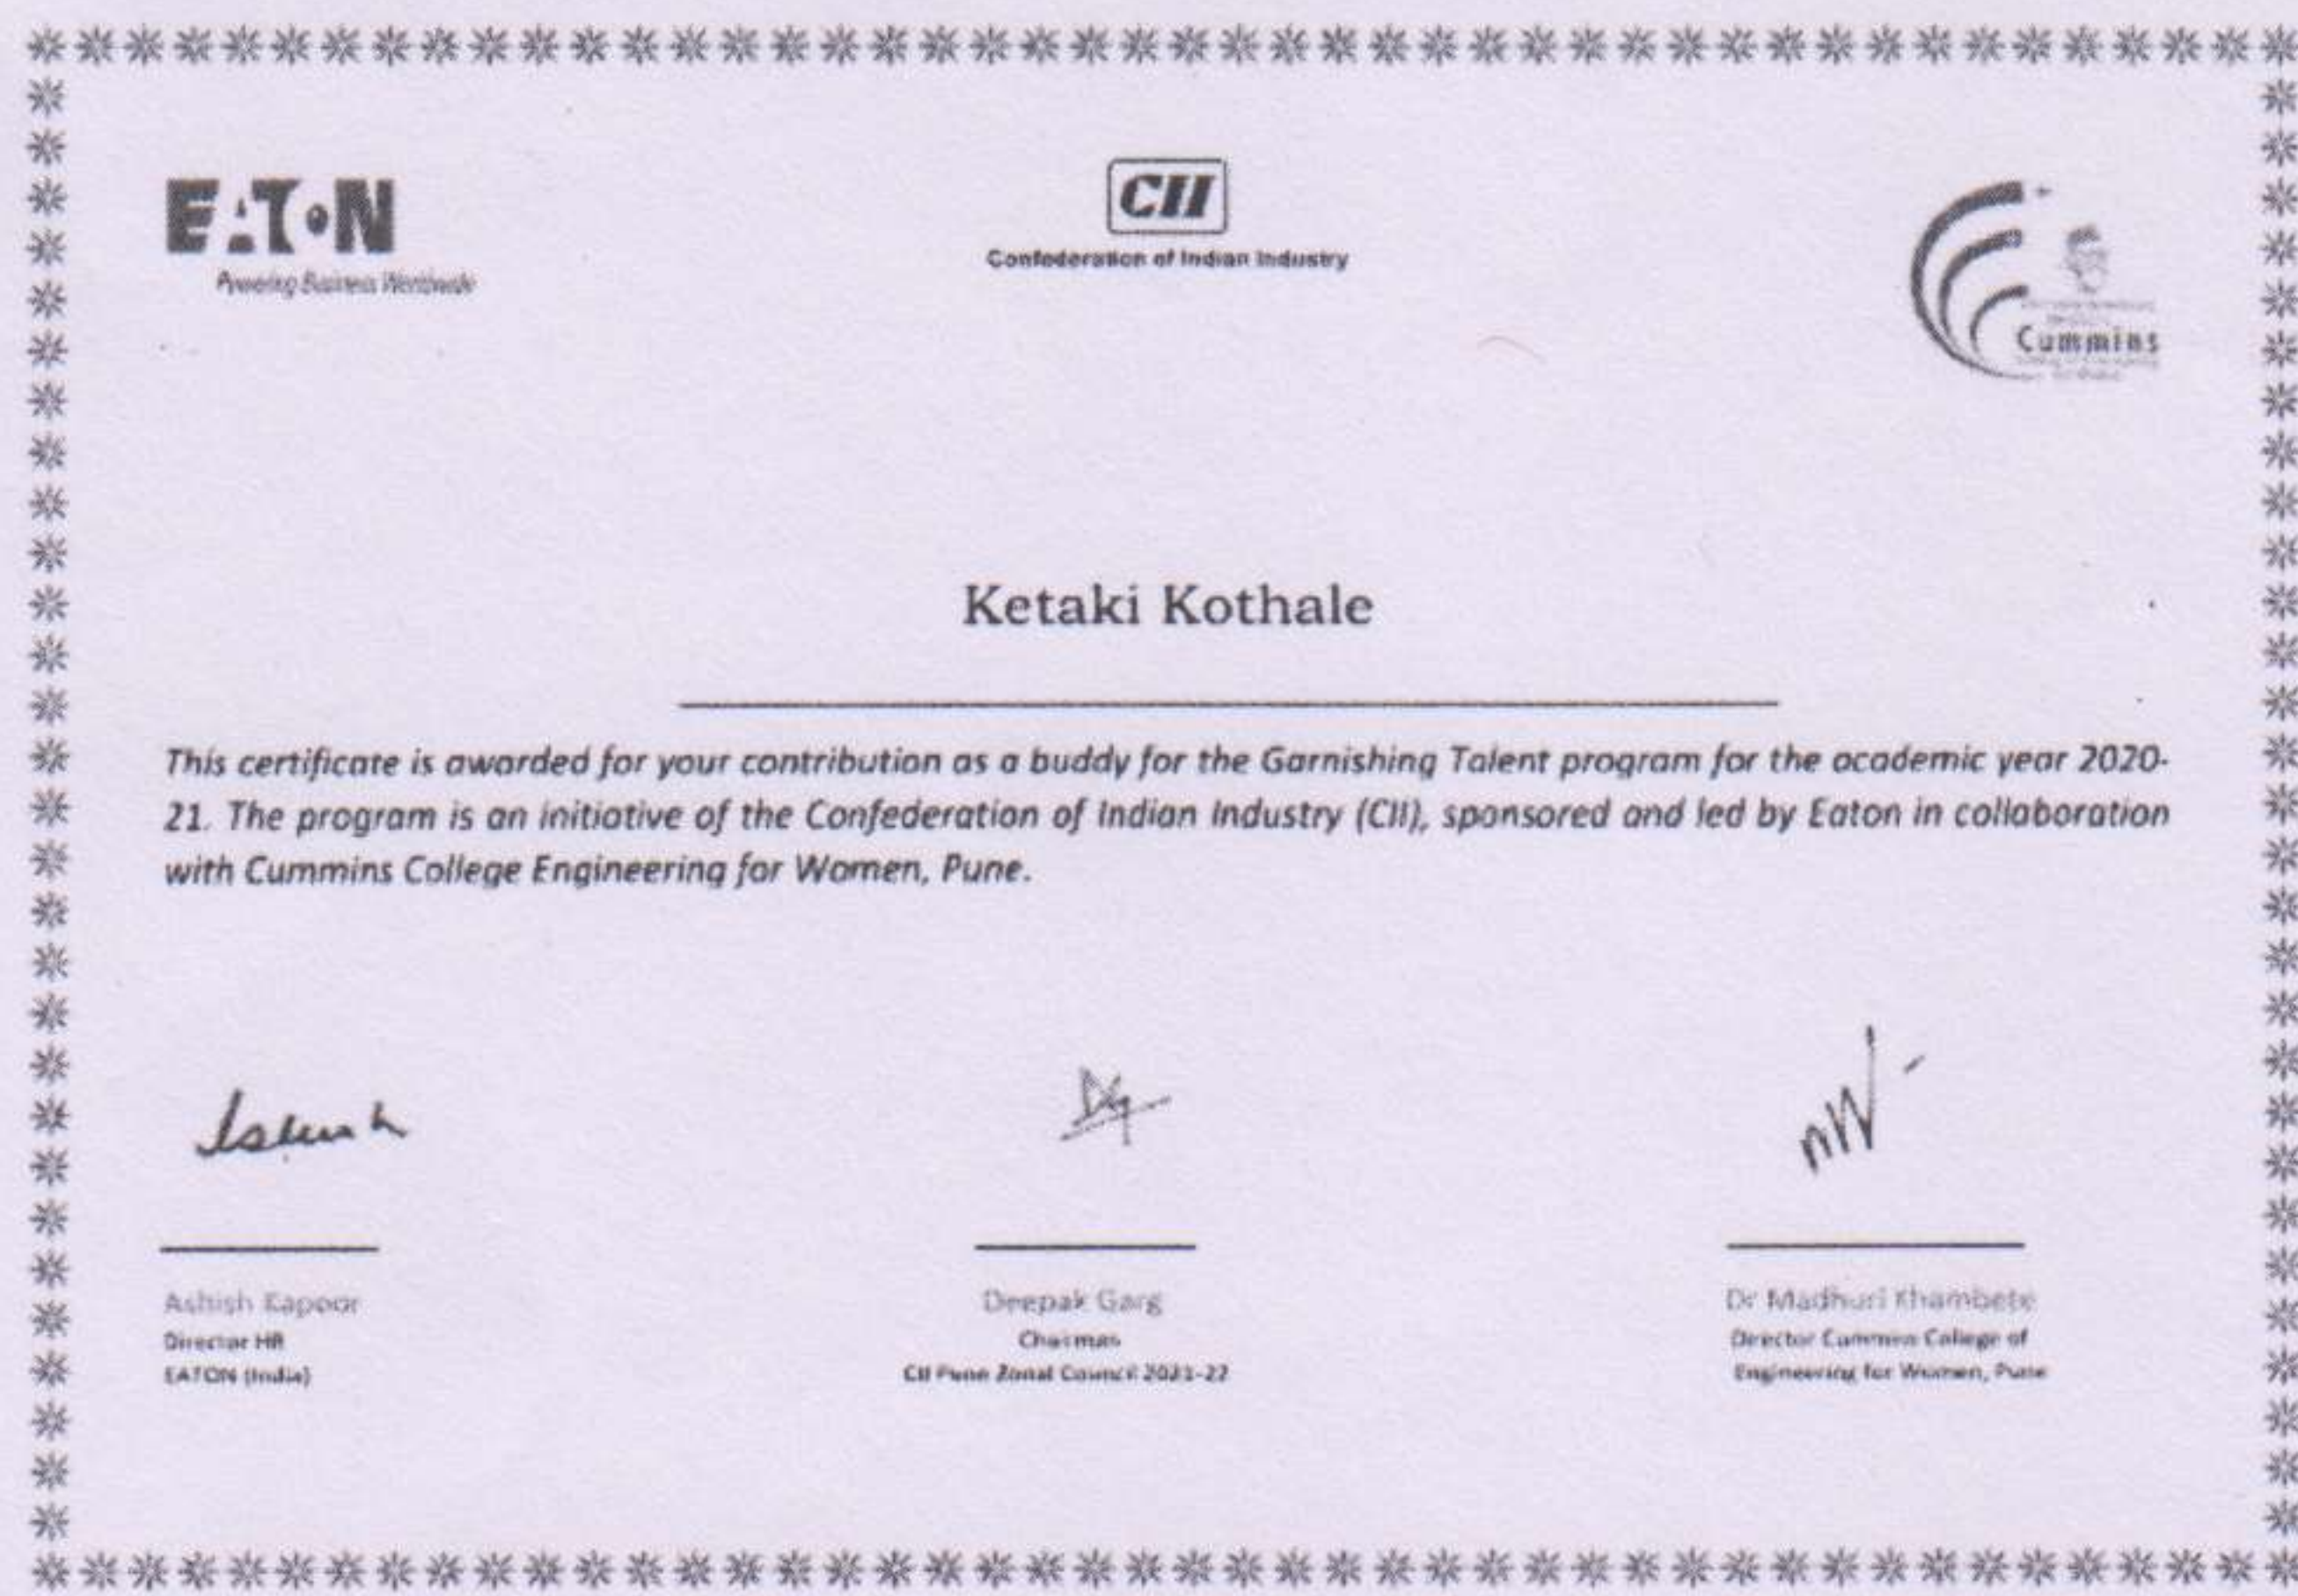 EATON
Powering Business Worldwide
CII
Confederation of Indian Industry
Cummins
Ketaki Kothale
This certificate is awarded for your contribution as a buddy for the Garnishing Talent program for the academic year 2020-
21. The program is an initiative of the Confederation of Indian Industry (CII), sponsored and led by Eaton in collaboration
with Cummins College Engineering for Women, Pune.
Ashish Kapoor
Director HR
EATON (India)
Deepak Garg
Chairman
CII Pune Zonal Council 2021-22
Dr Madhuri Khambete
Director Cummins College of
Engineering for Women, Pune